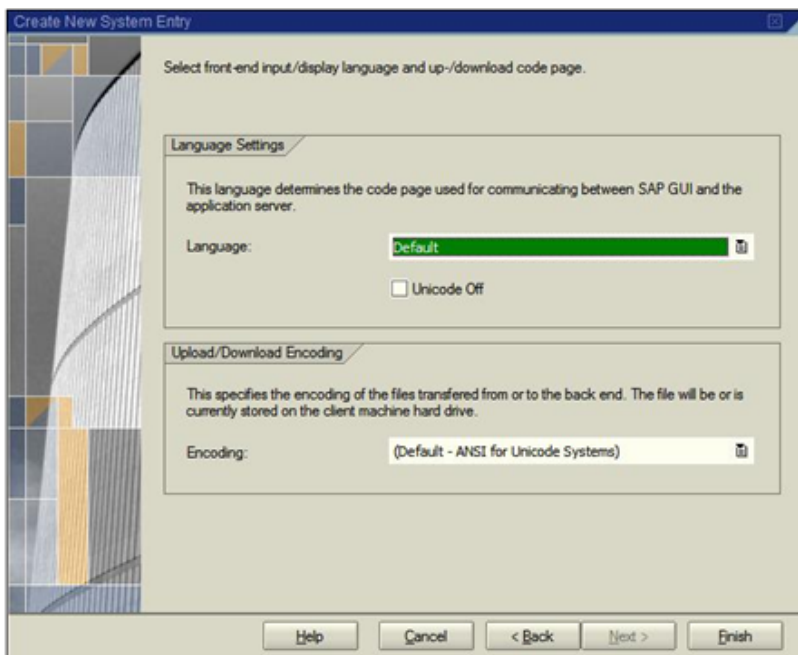 Create New System Entry
Select front-end input/display language and up-/download code page.
Language Settings
This language determines the code page used for communicating between SAP GUI and the
application server.
Language:
Default
Unicode Off
Upload/Download Encoding
This specifies the encoding of the files transfered from or to the back end. The file will be or is
currently stored on the client machine hard drive.
Encoding:
(Default - ANSI for Unicode Systems)
Help
Cancel
< Back
Next >
Finish